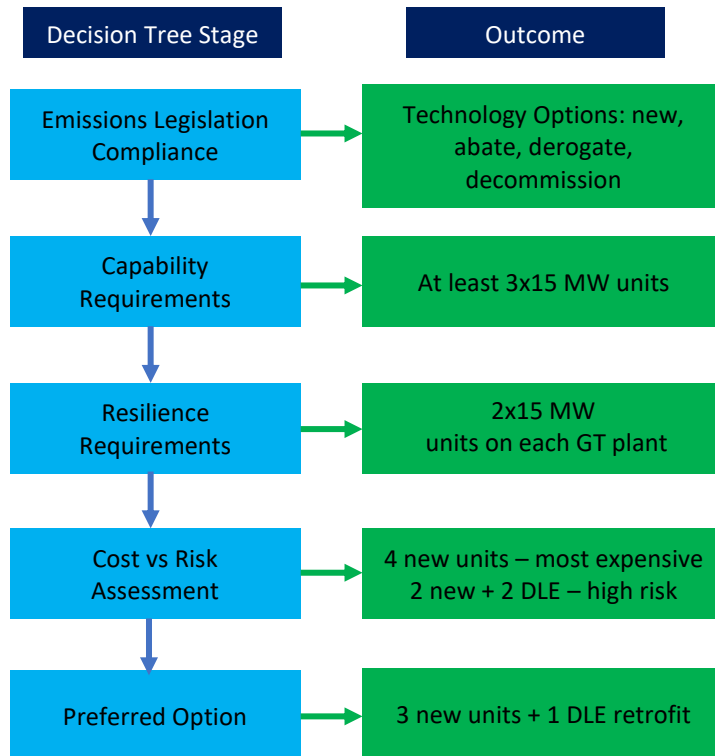 Decision Tree Stage
Outcome
Emissions Legislation
Compliance
Technology Options: new,
abate, derogate,
decommission
Capability
Requirements
At least 3x15 MW units
Resilience
Requirements
2x15 MW
units on each GT plant
Cost vs Risk
Assessment
4 new units – most expensive
2 new + 2 DLE – high risk
Preferred Option
3 new units + 1 DLE retrofit